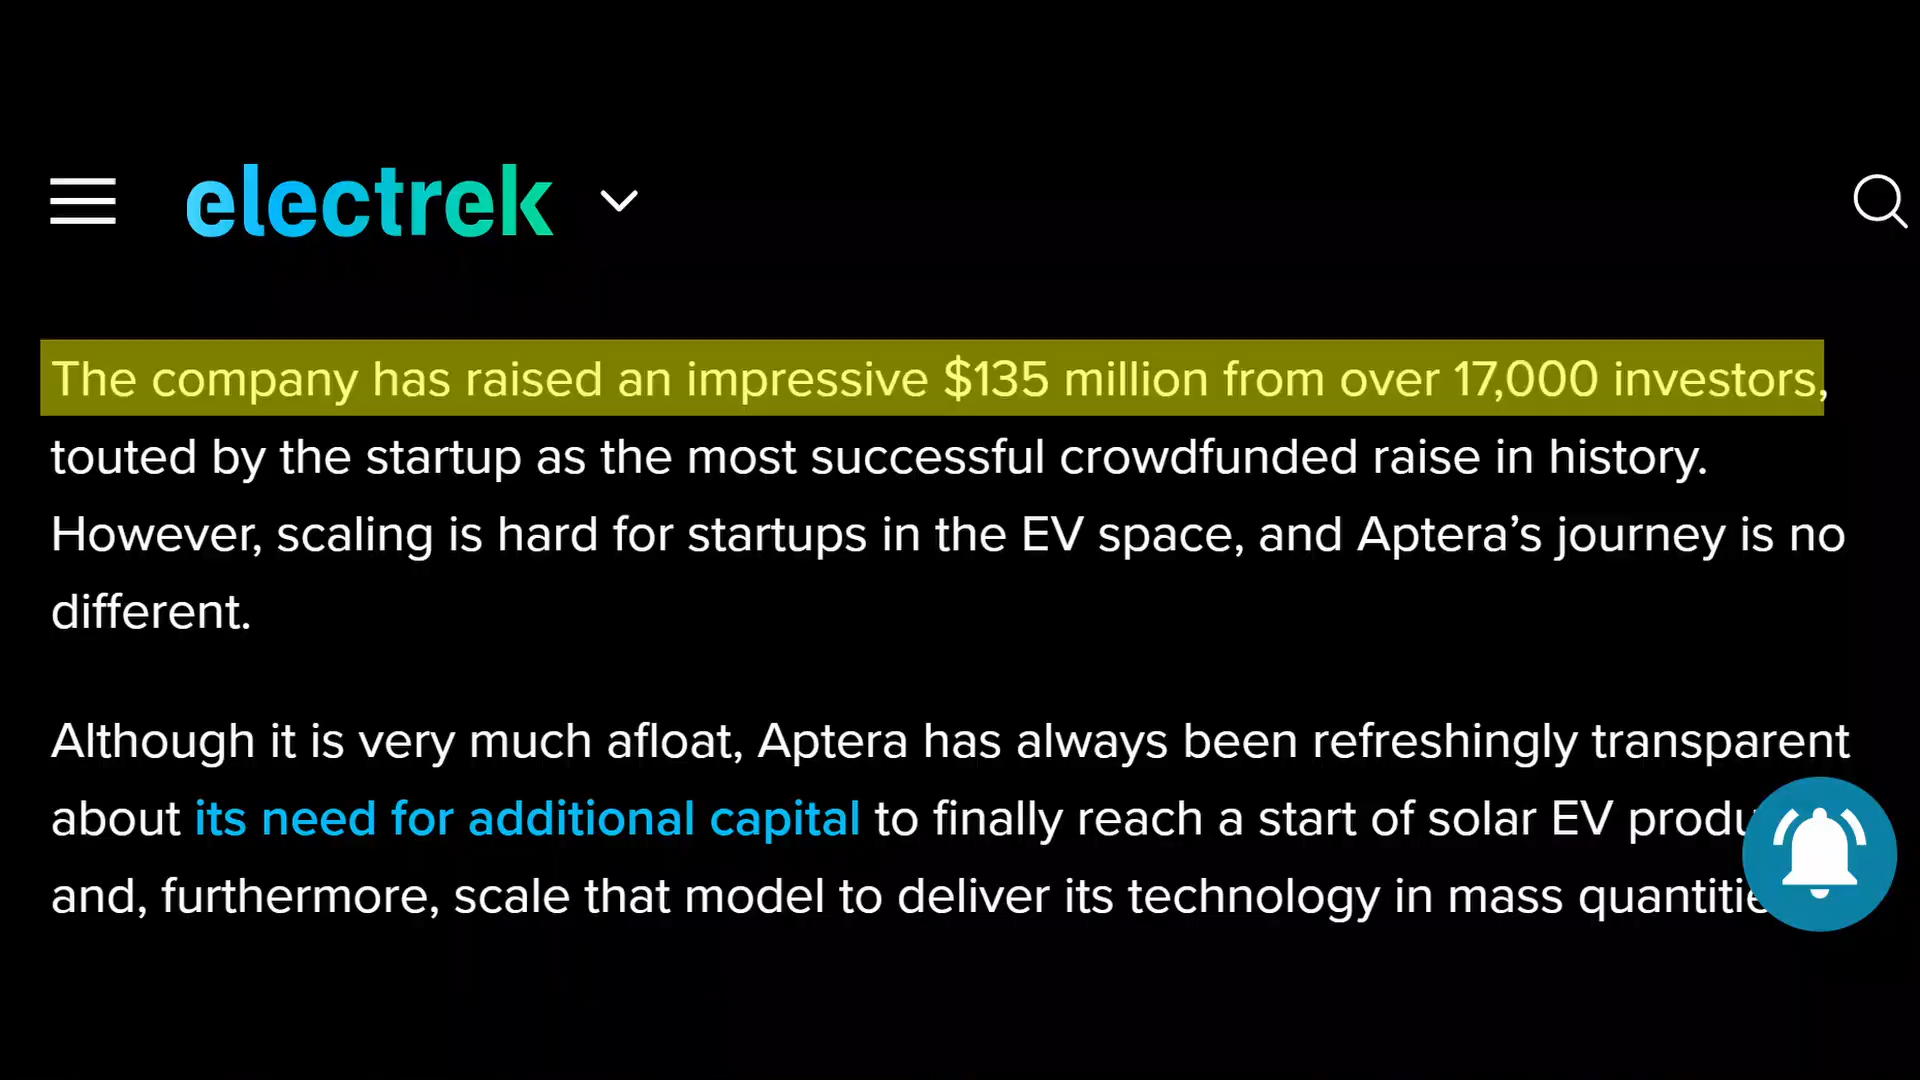 electrek
The company has raised an impressive $135 million from over 17,000 investors,
touted by the startup as the most successful crowdfunded raise in history.
However, scaling is hard for startups in the EV space, and Aptera’s journey is no
different.
Although it is very much afloat, Aptera has always been refreshingly transparent
about its need for additional capital to finally reach a start of solar EV
and, furthermore, scale that model to deliver its technology in mass